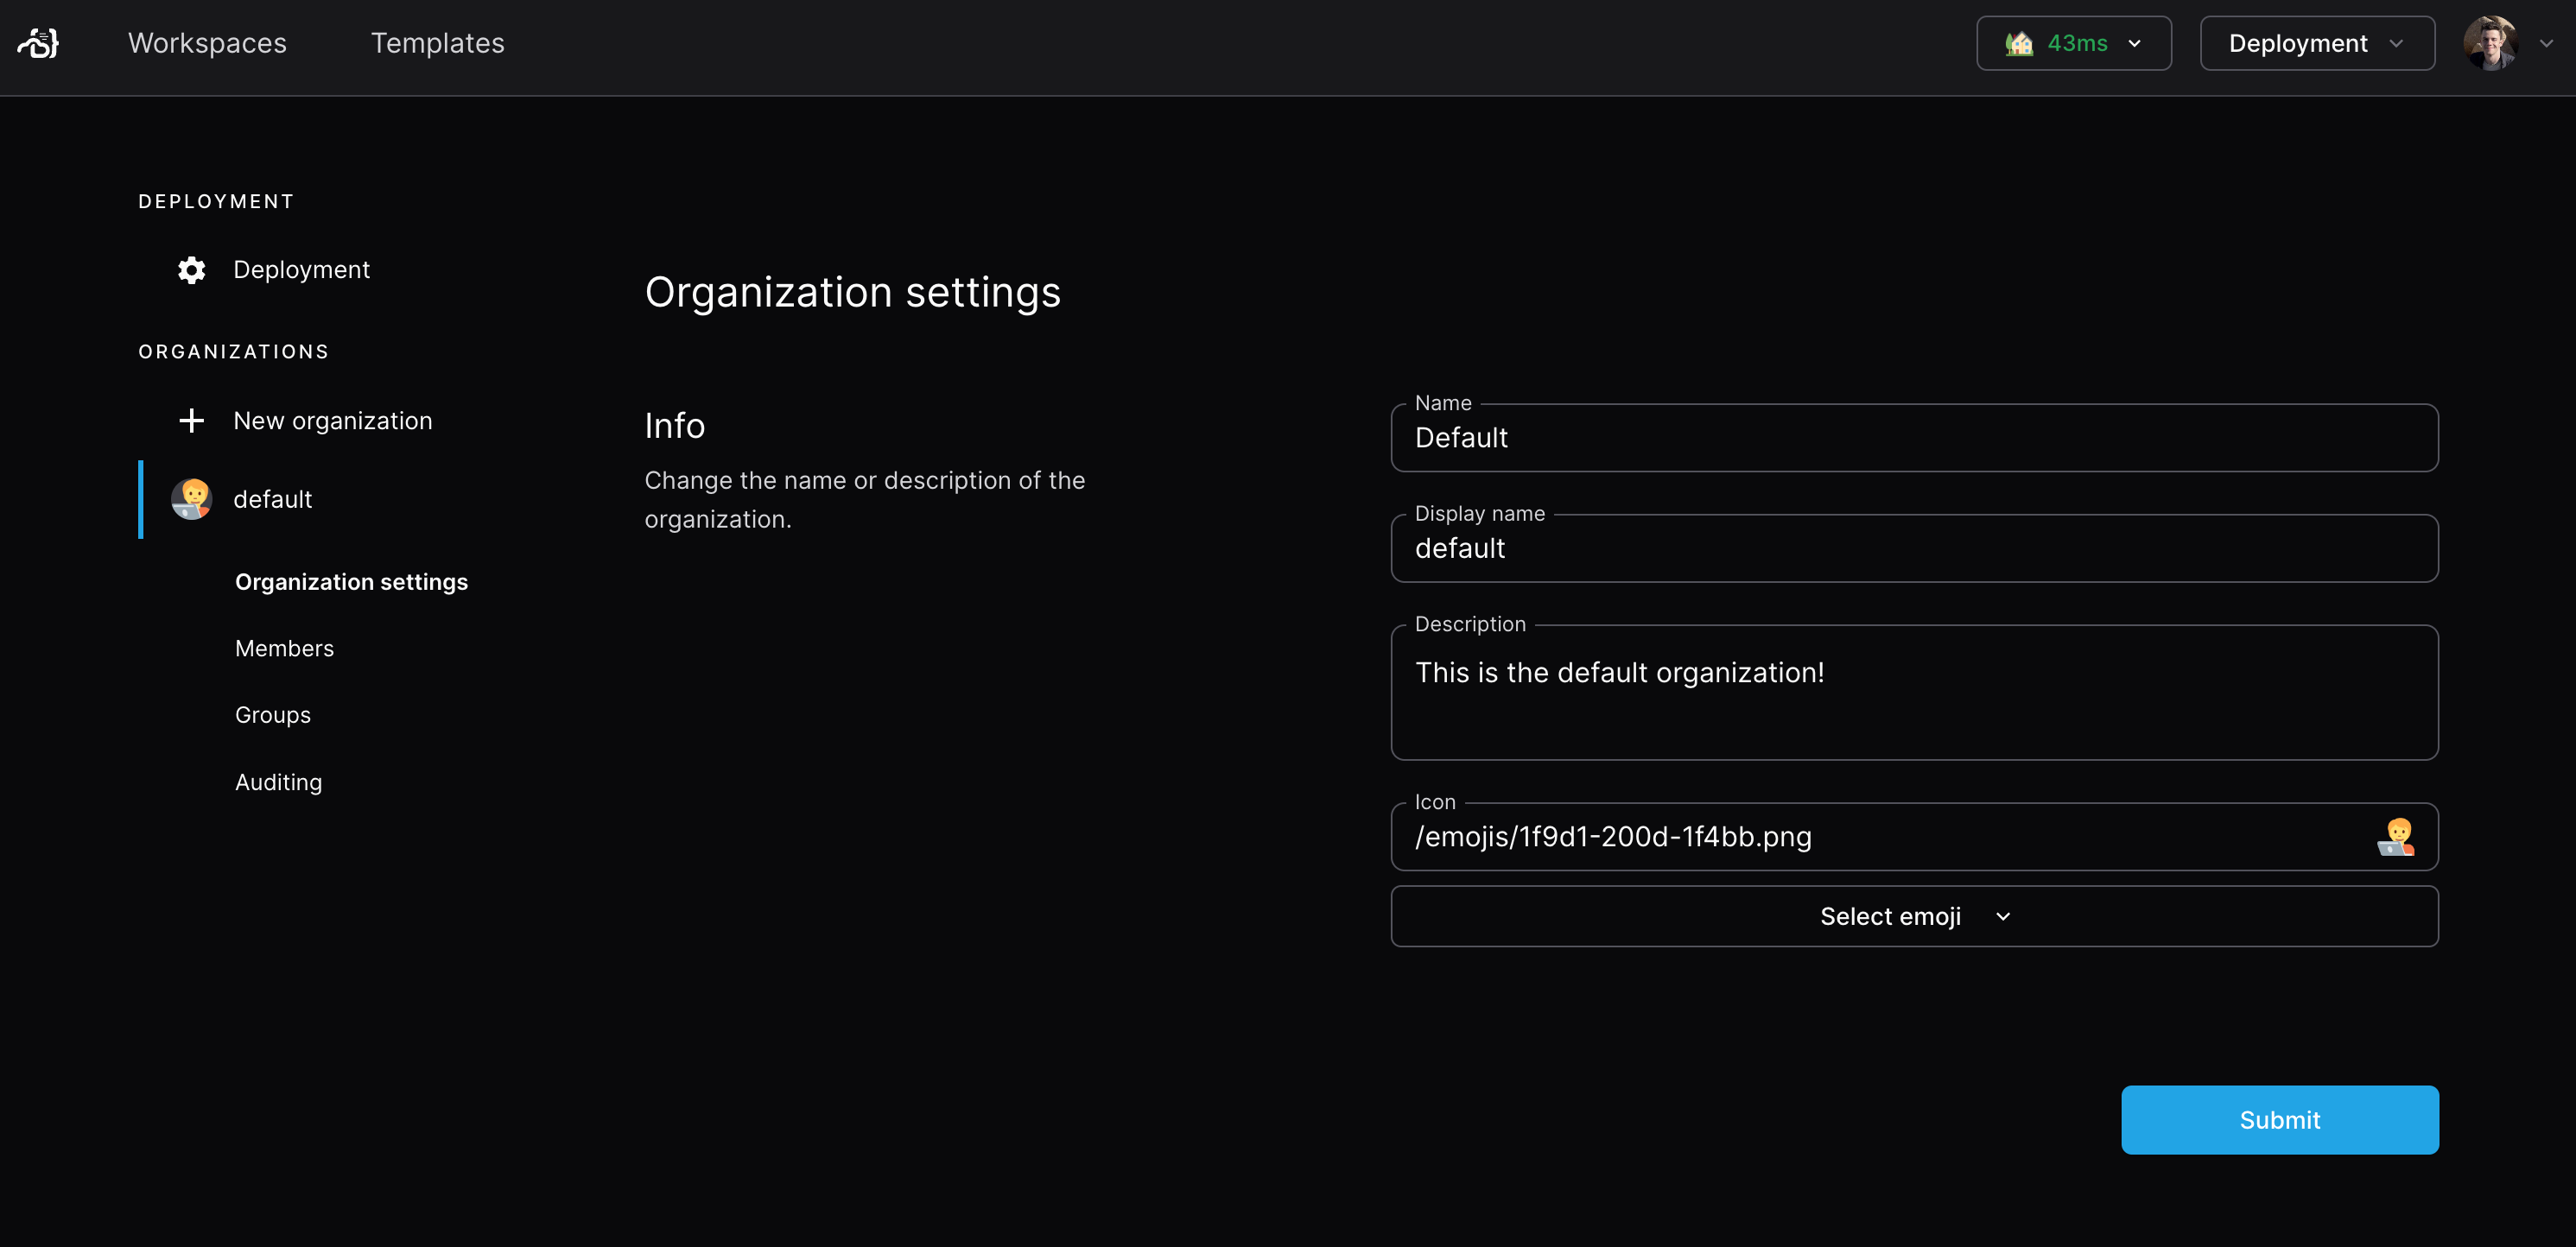 Workspaces
Templates
43ms
Deployment
DEPLOYMENT
Deployment
ORGANIZATIONS
New organization
default
Organization settings
Members
Groups
Auditing
Organization settings
Info
Change the name or description of the
organization.
Name
Default
Display name
default
Description
This is the default organization!
Icon
/emojis/1f9d1-200d-1f4bb.png
Select emoji
Submit